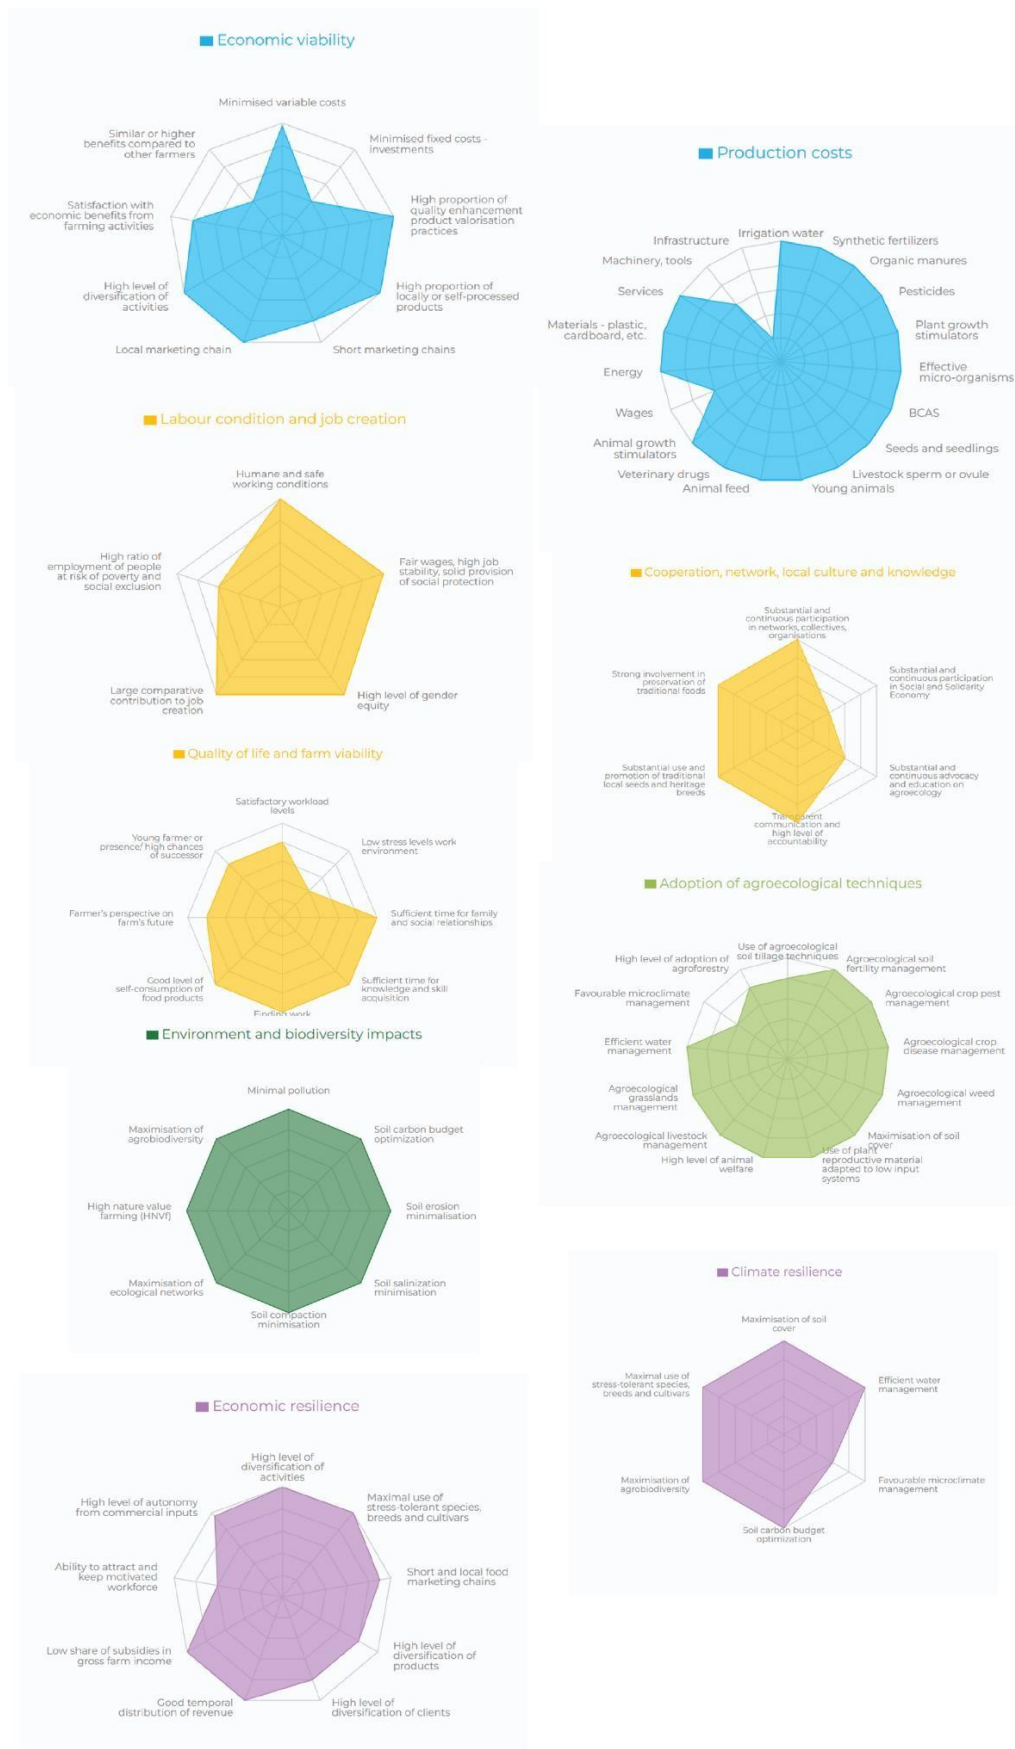 Economic viability
Minimised variable costs
Similar or higher
benefits compared to
other farmers
Minimised fixed costs -
investments
Satisfaction with
economic benefits from
farming activities
High proportion of
quality enhancement
product valorisation
practices
High level of
diversification of
activities
High proportion of
locally or self-processed
products
Local marketing chain
Short marketing chains
Production costs
Irrigation water
Infrastructure
Synthetic fertilizers
Machinery, tools
Organic manures
Services
Pesticides
Materials - plastic,
cardboard, etc.
Plant growth
stimulators
Energy
Effective
micro-organisms
Wages
BCAS
Animal growth
stimulators
Seeds and seedlings
Veterinary drugs
Livestock sperm or ovule
Animal feed
Young animals
Labour condition and job creation
Humane and safe
working conditions
High ratio of
employment of people
at risk of poverty and
social exclusion
Fair wages, high job
stability, solid provision
of social protection
Large comparative
contribution to job
creation
High level of gender
equity
Cooperation, network, local culture and knowledge
Substantial and
continuous participation
in networks, collectives,
organisations
Strong involvement in
preservation of
traditional foods
Substantial and
continuous participation
in Social and Solidarity
Economy
Substantial use and
promotion of traditional
local seeds and heritage
breeds
Substantial and
continuous advocacy
and education on
agroecology
Transparent
communication and
high level of
accountability
Quality of life and farm viability
Satisfactory workload
levels
Young farmer or
presence/ high chances
of successor
Low stress levels work
environment
Farmer's perspective on
farm's future
Sufficient time for family
and social relationships
Good level of
self-consumption of
food products
Sufficient time for
knowledge and skill
acquisition
Finding work
Adoption of agroecological techniques
Use of agroecological
soil tillage techniques
High level of adoption of
agroforestry
Agroecological soil
fertility management
Favourable microclimate
management
Agroecological crop pest
management
Efficient water
management
Agroecological crop
disease management
Agroecological
grasslands
management
Agroecological weed
management
Agroecological livestock
management
Maximisation of soil
cover
High level of animal
welfare
Use of plant
reproductive material
adapted to low input
systems
Environment and biodiversity impacts
Minimal pollution
Maximisation of
agrobiodiversity
Soil carbon budget
optimization
High nature value
farming (HNVf)
Soil erosion
minimalisation
Maximisation of
ecological networks
Soil salinization
minimisation
Soil compaction
minimisation
Climate resilience
Maximisation of soil
cover
Maximal use of
stress-tolerant species,
breeds and cultivars
Efficient water
management
Maximisation of
agrobiodiversity
Favourable microclimate
management
Soil carbon budget
optimization
Economic resilience
High level of
diversification of
activities
High level of autonomy
from commercial inputs
Maximal use of
stress-tolerant species,
breeds and cultivars
Ability to attract and
keep motivated
workforce
Short and local food
marketing chains
Low share of subsidies in
gross farm income
High level of
diversification of
products
Good temporal
distribution of revenue
High level of
diversification of clients